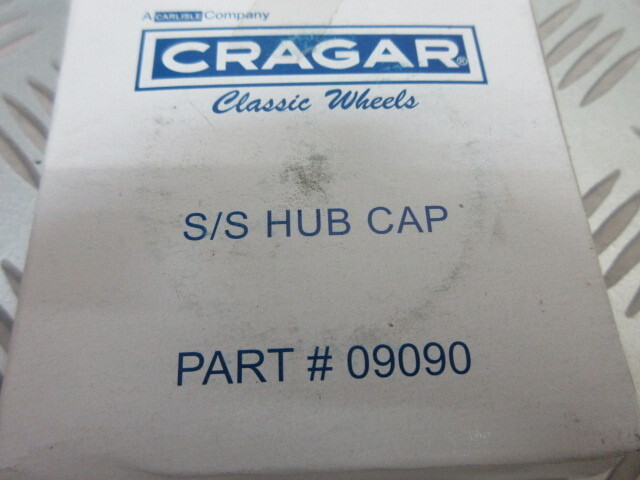 A CARLISLE Company
CRAGAR®
Classic Wheels
S/S HUB CAP
PART # 09090